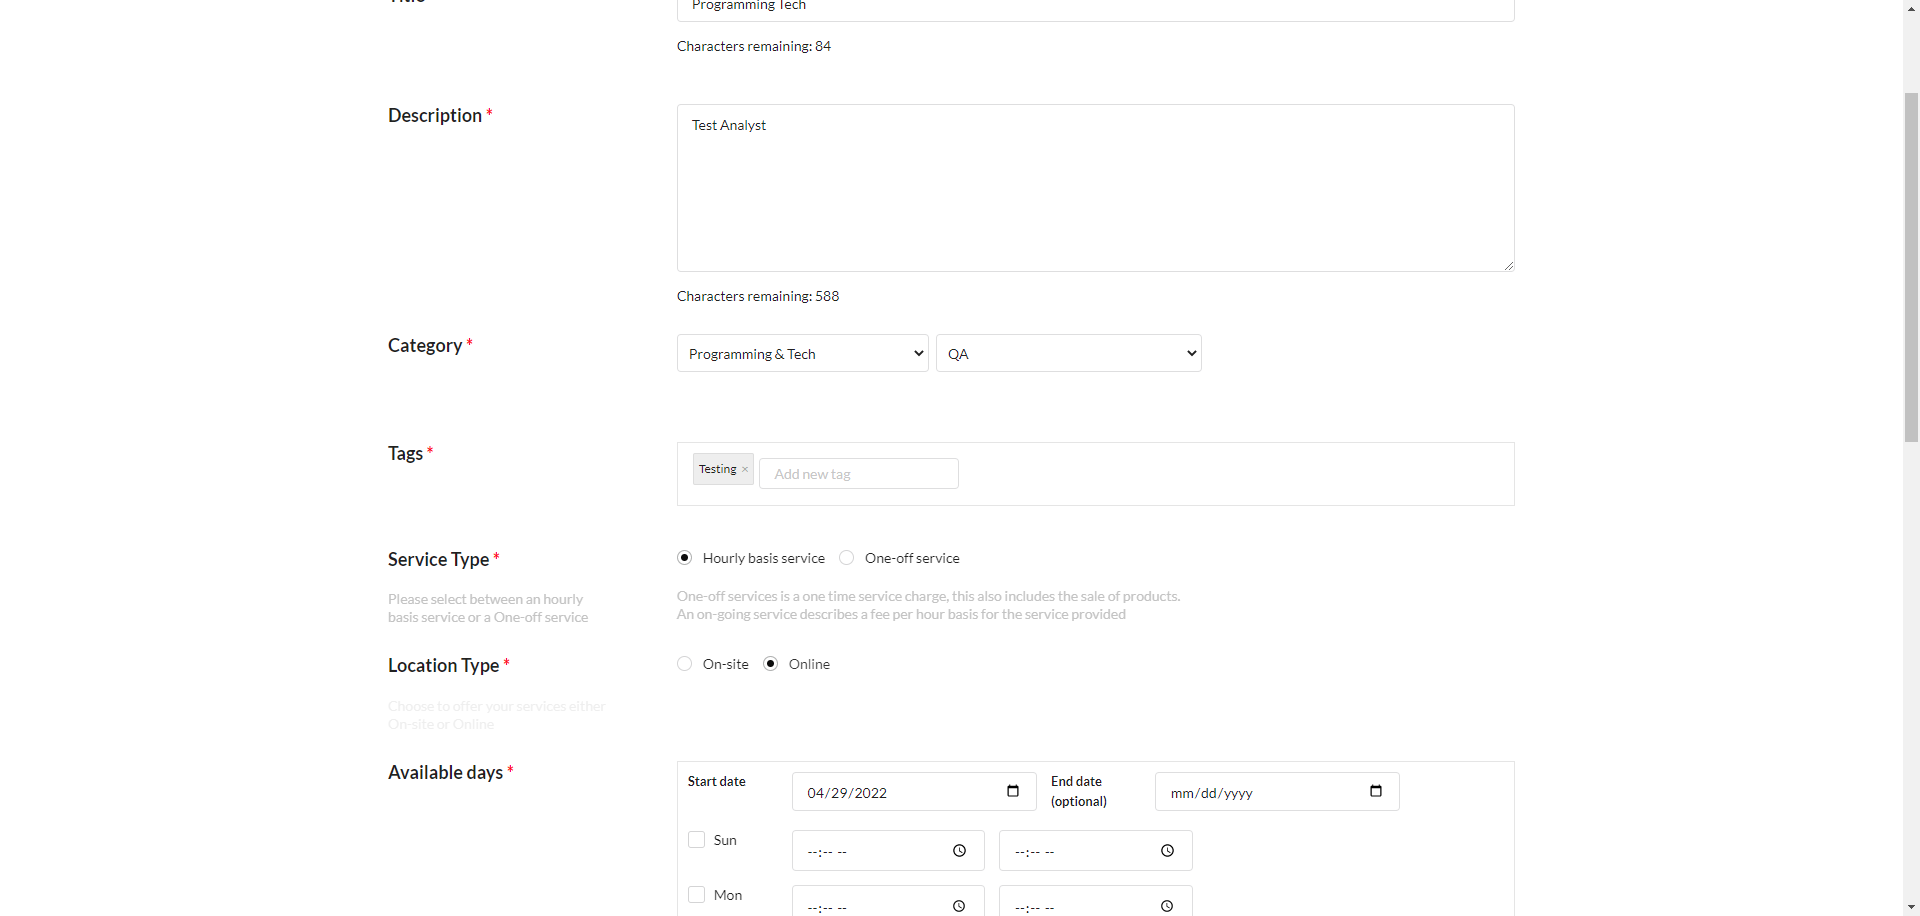 Programming Tech
Characters remaining: 84
Description *
Test Analyst
Characters remaining: 588
Category *
Programming & Tech
QA
Tags *
Testing ×
Add new tag
Service Type *
Hourly basis service
One-off service
Please select between an hourly
basis service or a One-off service
One-off services is a one time service charge, this also includes the sale of products.
An on-going service describes a fee per hour basis for the service provided
Location Type *
On-site
Online
Choose to offer your services either
On-site or Online
Available days *
Start date
04/29/2022
End date
(optional)
mm/dd/yyyy
Sun
--:-- --
--:-- --
Mon
--:-- --
--:-- --